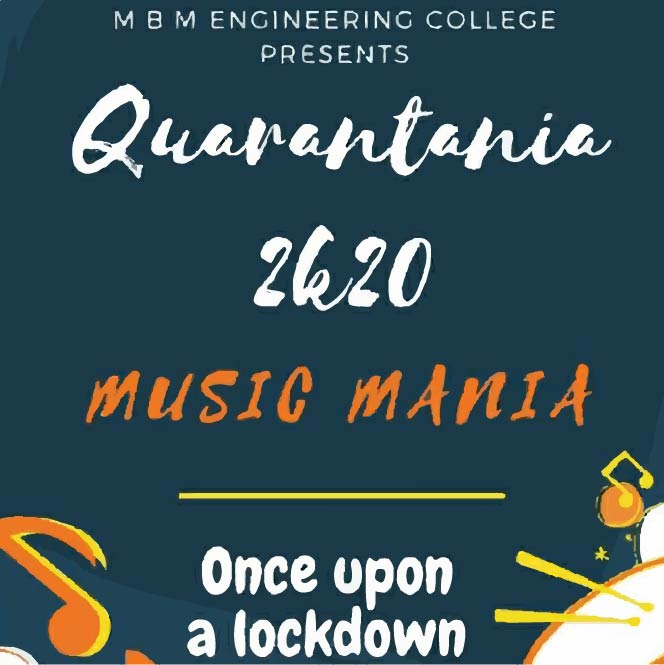 M B M ENGINEERING COLLEGE
PRESENTS
Quarantania
2k20
MUSIC MANIA
Once upon
a lockdown